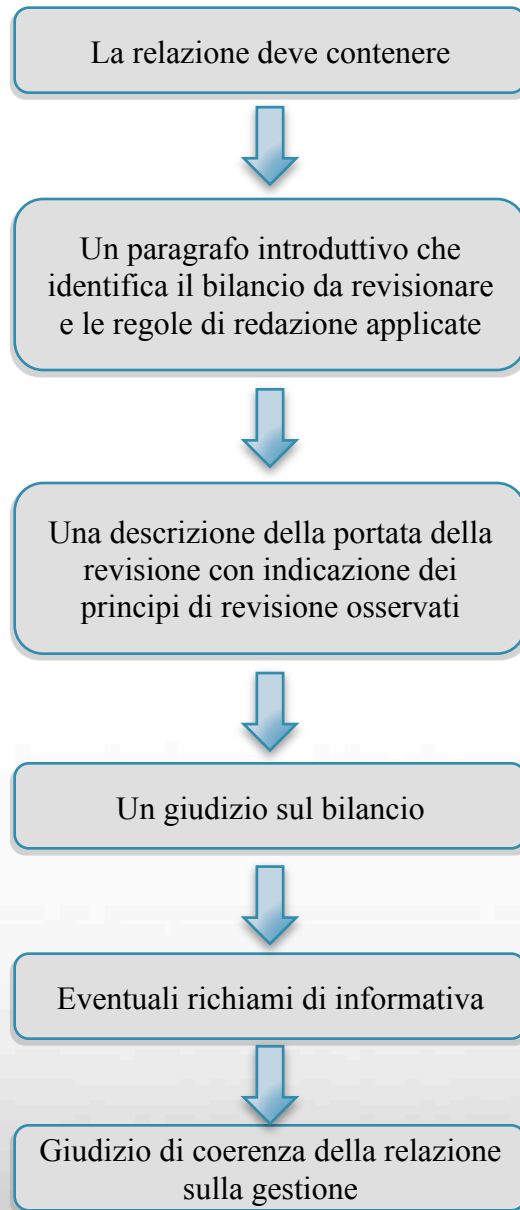 La relazione deve contenere
Un paragrafo introduttivo che
identifica il bilancio da revisionare
e le regole di redazione applicate
Una descrizione della portata della
revisione con indicazione dei
principi di revisione osservati
Un giudizio sul bilancio
Eventuali richiami di informativa
Giudizio di coerenza della relazione
sulla gestione